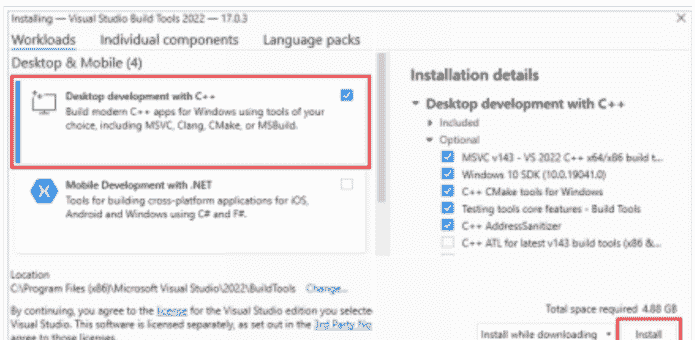 Installing — Visual Studio Build Tools 2022 — 17.0.3
Workloads Individual components Language packs
Desktop & Mobile (4)
Desktop development with C++
Build modern C++ apps for Windows using tools of your
choice, including MSVC, Clang, CMake, or MSBuild.
Mobile Development with .NET
Tools for building cross-platform applications for iOS,
Android and Windows using C# and F#.
Installation details
Desktop development with C++
Included
Optional
MSVC v143 - VS 2022 C++ x64/x86 build t...
Windows 10 SDK (10.0.19041.0)
C++ CMake tools for Windows
Testing tools core features - Build Tools
C++ AddressSanitizer
C++ ATL for latest v143 build tools (x86 &...
Location
C:\Program Files (x86)\Microsoft Visual Studio\2022\BuildTools Change...
By continuing, you agree to the license for the Visual Studio edition you selecte
Visual Studio. This software is licensed separately, as set out in the 3rd Party No
agree to those licenses.
Total space required 4.88 GB
Install while downloading Install